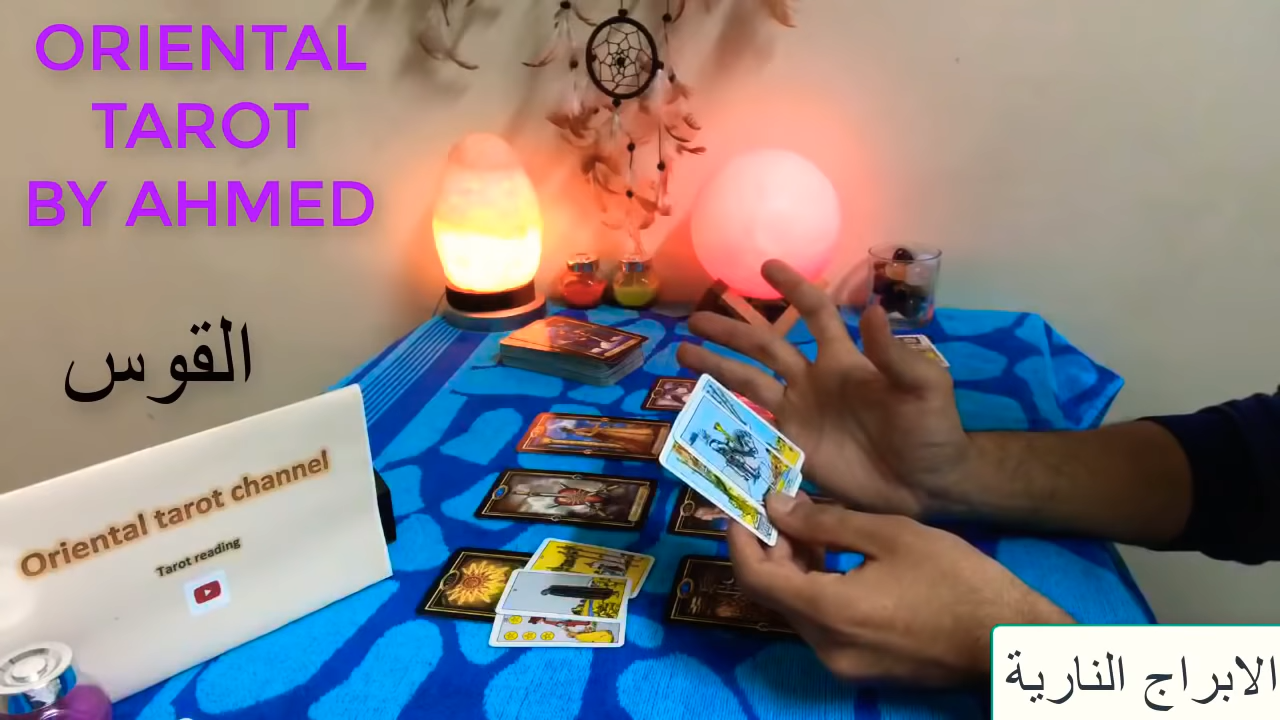 ORIENTAL
TAROT
BY AHMED
القوس
Oriental tarot channel
Tarot reading
الابراج النارية